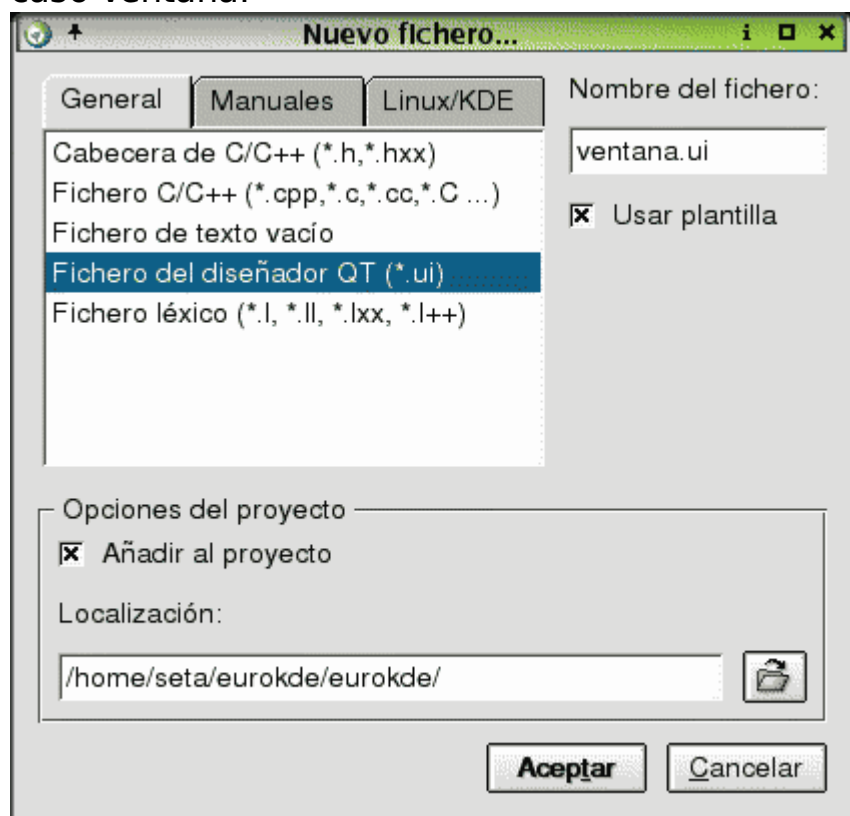 caso ventana.
Nuevo fichero...
General
Manuales
Linux/KDE
Nombre del fichero:
Cabecera de C/C++ (*.h,*.hxx)
ventana.ui
Fichero C/C++ (*.cpp,*.c,*.cc,*.C ...)
Usar plantilla
Fichero de texto vacío
Fichero del diseñador QT (*.ui)
Fichero léxico (*.l, *.ll, *.lxx, *.l++)
Opciones del proyecto
Añadir al proyecto
Localización:
/home/seta/eurokde/eurokde/
Aceptar
Cancelar